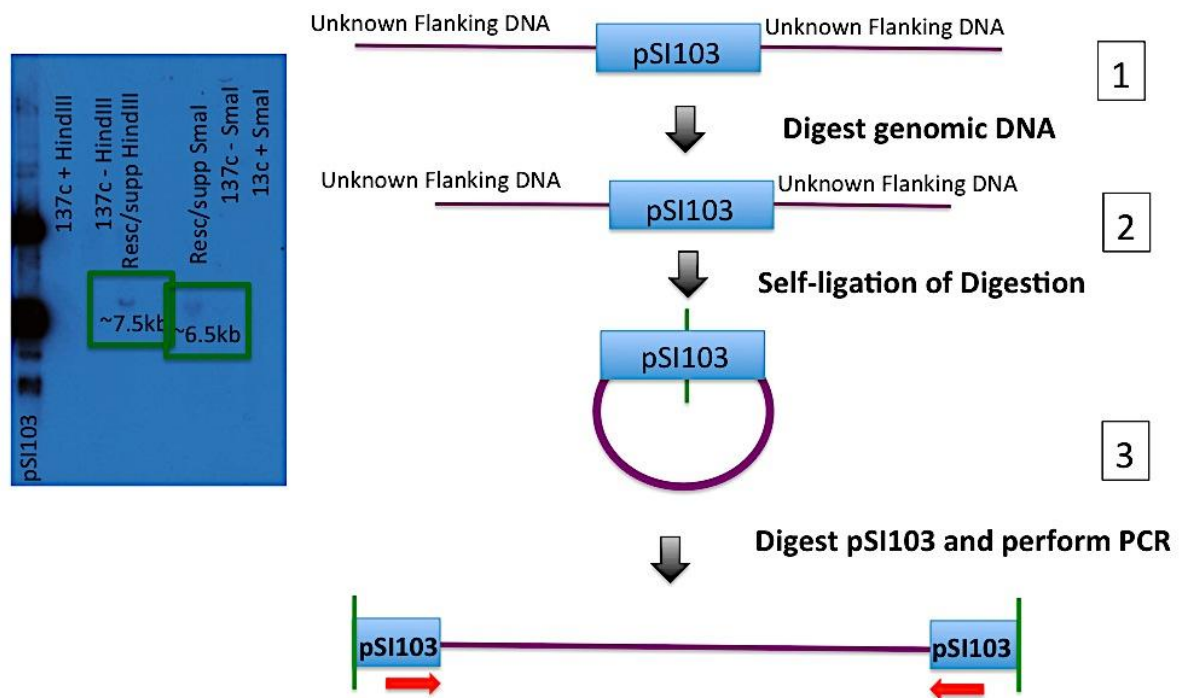 137c + HindIII
137c - HindIII
Resc/supp HindIII
Resc/supp SmaI
137c - SmaI
13c + SmaI
~7.5kb
~6.5kb
pSI103
Unknown Flanking DNA
Unknown Flanking DNA
pSI103
1
Digest genomic DNA
Unknown Flanking DNA
Unknown Flanking DNA
pSI103
2
Self-ligation of Digestion
pSI103
3
Digest pSI103 and perform PCR
pSI103
pSI103